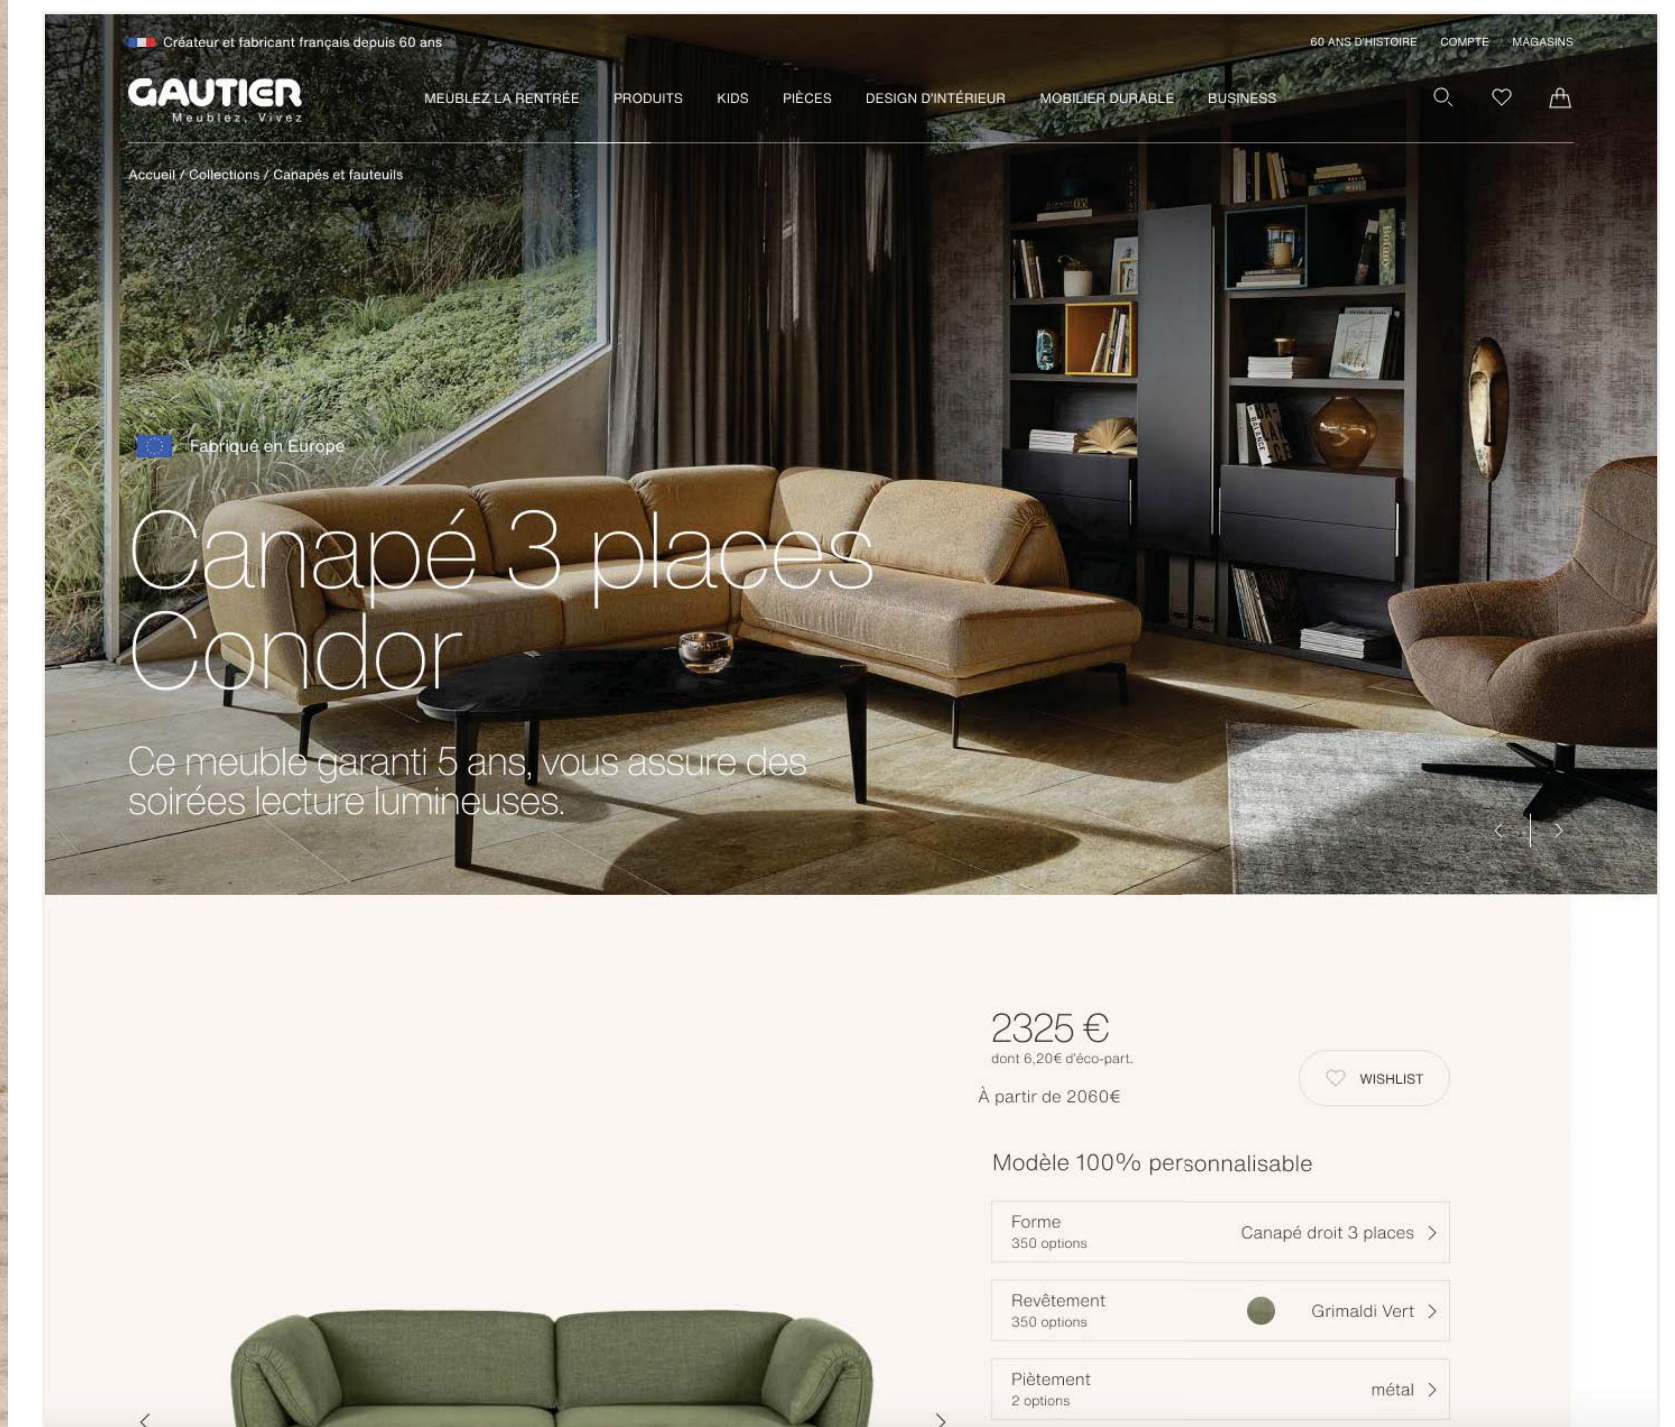 Créateur et fabricant français depuis 60 ans
60 ANS D'HISTOIRE COMPTE MAGASINS
GAUTIER
Meublez, Vivez
MEUBLEZ LA RENTRÉE PRODUITS KIDS PIÈCES DESIGN D'INTÉRIEUR MOBILIER DURABLE BUSINESS
Accueil / Collections / Canapés et fauteuils
Fabriqué en Europe
Canapé 3 places
Condor
Ce meuble garanti 5 ans, vous assure des
soirées lecture lumineuses.
2325 €
dont 6,20€ d'éco-part.
À partir de 2060€
WISHLIST
Modèle 100% personnalisable
Forme
350 options
Canapé droit 3 places
Revêtement
350 options
Grimaldi Vert
Piètement
2 options
métal